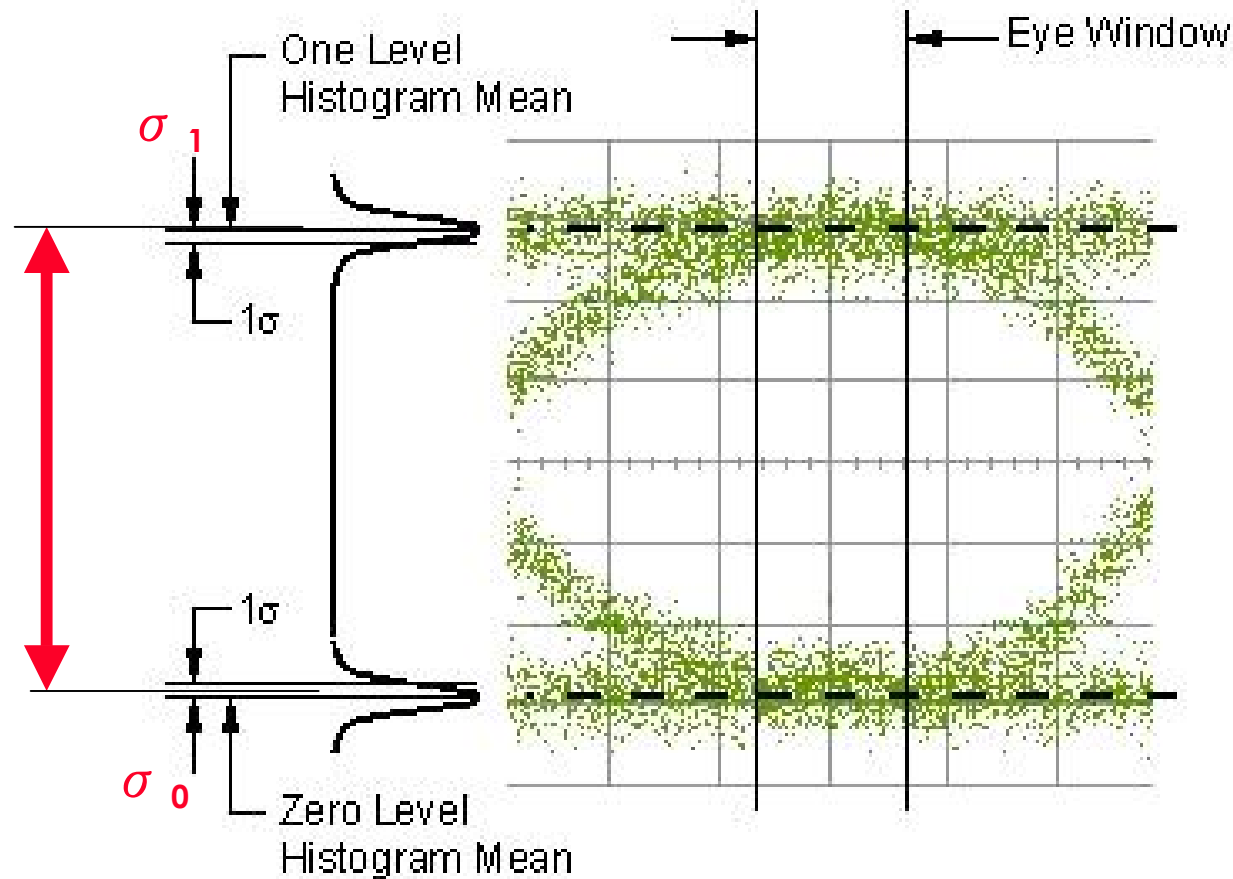 One Level
Histogram Mean
Eye Window
σ 1
1σ
1σ
σ 0
Zero Level
Histogram Mean